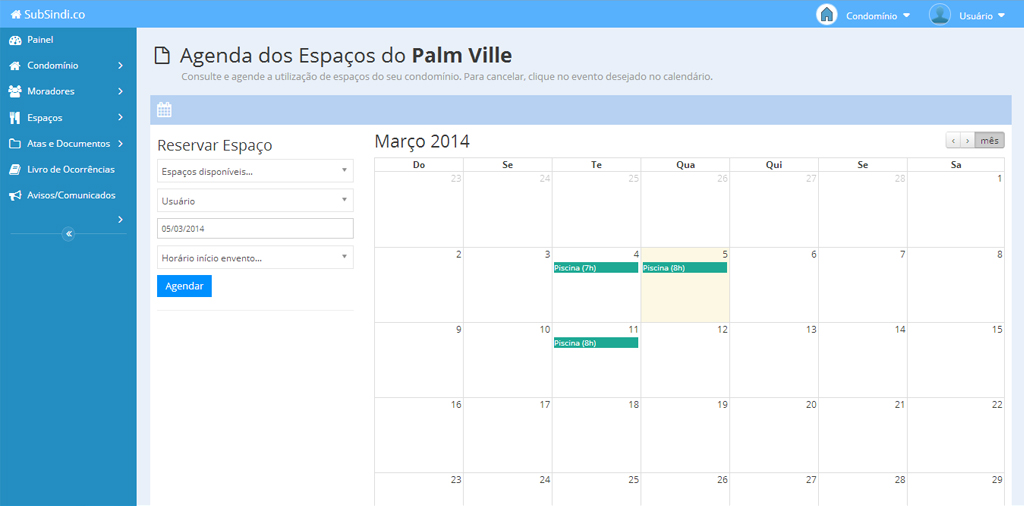 SubSindi.co
Condomínio
Usuário
Painel
Condomínio
Moradores
Espaços
Atas e Documentos
Livro de Ocorrências
Avisos/Comunicados
Agenda dos Espaços do Palm Ville
Consulte e agende a utilização de espaços do seu condomínio. Para cancelar, clique no evento desejado no calendário.
Reservar Espaço
Espaços disponíveis...
Usuário
05/03/2014
Horário início envento...
Agendar
Março 2014
‹ › mês
Do Se Te Qua Qui Se Sa
23 24 25 26 27 28 1
2 3 4 5 6 7 8
Piscina (7h) Piscina (8h)
9 10 11 12 13 14 15
Piscina (8h)
16 17 18 19 20 21 22
23 24 25 26 27 28 29